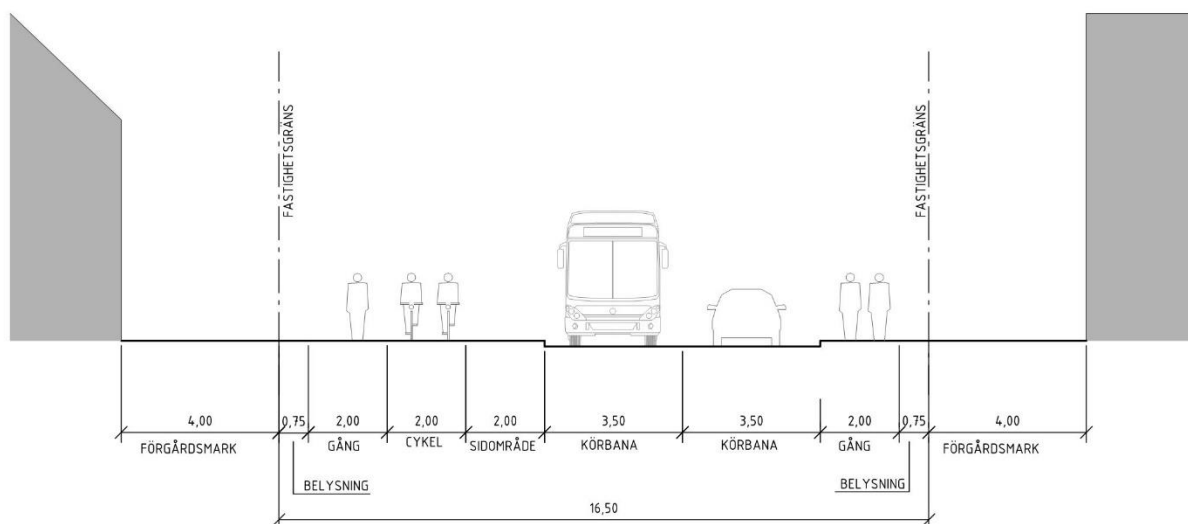 FASTIGHETSGRÄNS
FASTIGHETSGRÄNS
4,00
0,75
2,00
2,00
2,00
3,50
3,50
2,00
0,75
4,00
FÖRGÅRDSMARK
GÅNG
CYKEL
SIDOMRÅDE
KÖRBANA
KÖRBANA
GÅNG
FÖRGÅRDSMARK
BELYSNING
BELYSNING
16,50